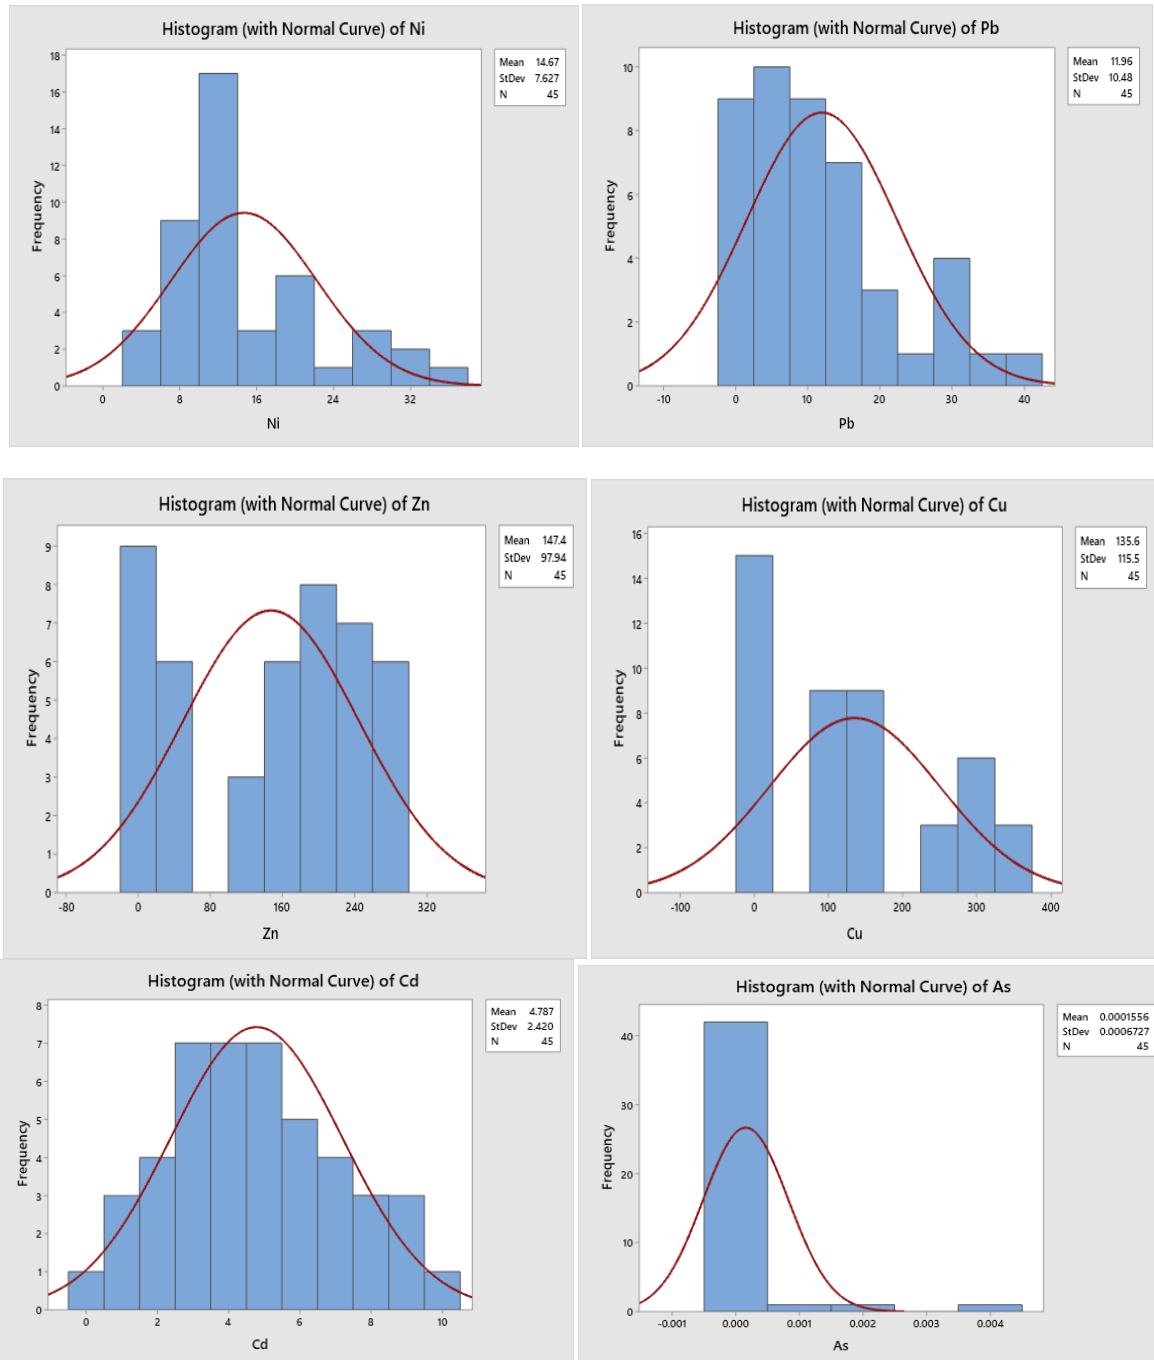 Histogram (with Normal Curve) of Ni
Mean 14.67
StDev 7.627
N 45
18
16
14
12
10
8
6
4
2
0
Frequency
0 8 16 24 32
Ni
Histogram (with Normal Curve) of Pb
Mean 11.96
StDev 10.48
N 45
10
8
6
4
2
0
Frequency
-10 0 10 20 30 40
Pb
Histogram (with Normal Curve) of Zn
Mean 147.4
StDev 97.94
N 45
9
8
7
6
5
4
3
2
1
0
Frequency
-80 0 80 160 240 320
Zn
Histogram (with Normal Curve) of Cu
Mean 135.6
StDev 115.5
N 45
16
14
12
10
8
6
4
2
0
Frequency
-100 0 100 200 300 400
Cu
Histogram (with Normal Curve) of Cd
Mean 4.787
StDev 2.420
N 45
8
7
6
5
4
3
2
1
0
Frequency
0 2 4 6 8 10
Cd
Histogram (with Normal Curve) of As
Mean 0.0001556
StDev 0.0006727
N 45
40
30
20
10
0
Frequency
-0.001 0.000 0.001 0.002 0.003 0.004
As